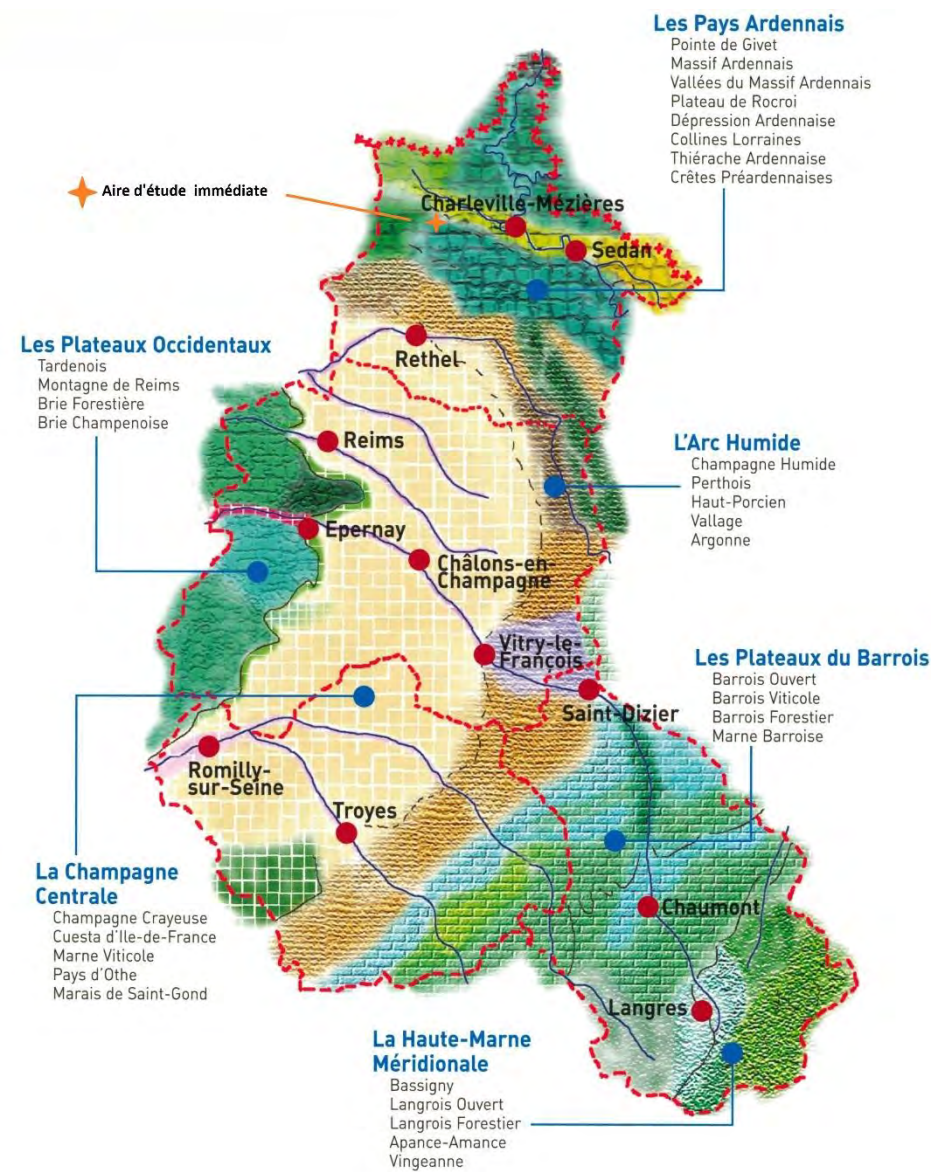 Les Pays Ardennais
Pointe de Givet
Massif Ardennais
Vallées du Massif Ardennais
Plateau de Rocroi
Dépression Ardennaise
Collines Lorraines
Thiérache Ardennaise
Crêtes Préardennaises
Aire d'étude immédiate
Charleville-Mézières
Sedan
Les Plateaux Occidentaux
Tardenois
Montagne de Reims
Brie Forestière
Brie Champenoise
Rethel
Reims
L'Arc Humide
Champagne Humide
Perthois
Haut-Porcien
Vallage
Argonne
Epernay
Châlons-en-
Champagne
Vitry-le-
François
Les Plateaux du Barrois
Barrois Ouvert
Barrois Viticole
Barrois Forestier
Marne Barroise
Saint-Dizier
Romilly-
sur-Seine
Troyes
La Champagne
Centrale
Champagne Crayeuse
Cuesta d'Ile-de-France
Marne Viticole
Pays d'Othe
Marais de Saint-Gond
Chaumont
Langres
La Haute-Marne
Méridionale
Bassigny
Langrois Ouvert
Langrois Forestier
Apance-Amance
Vingeanne